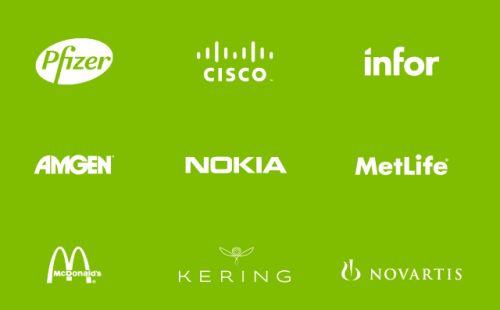 Pfizer
CISCO
infor
AMGEN®
NOKIA
MetLife®
McDonald's®
KERING
NOVARTIS